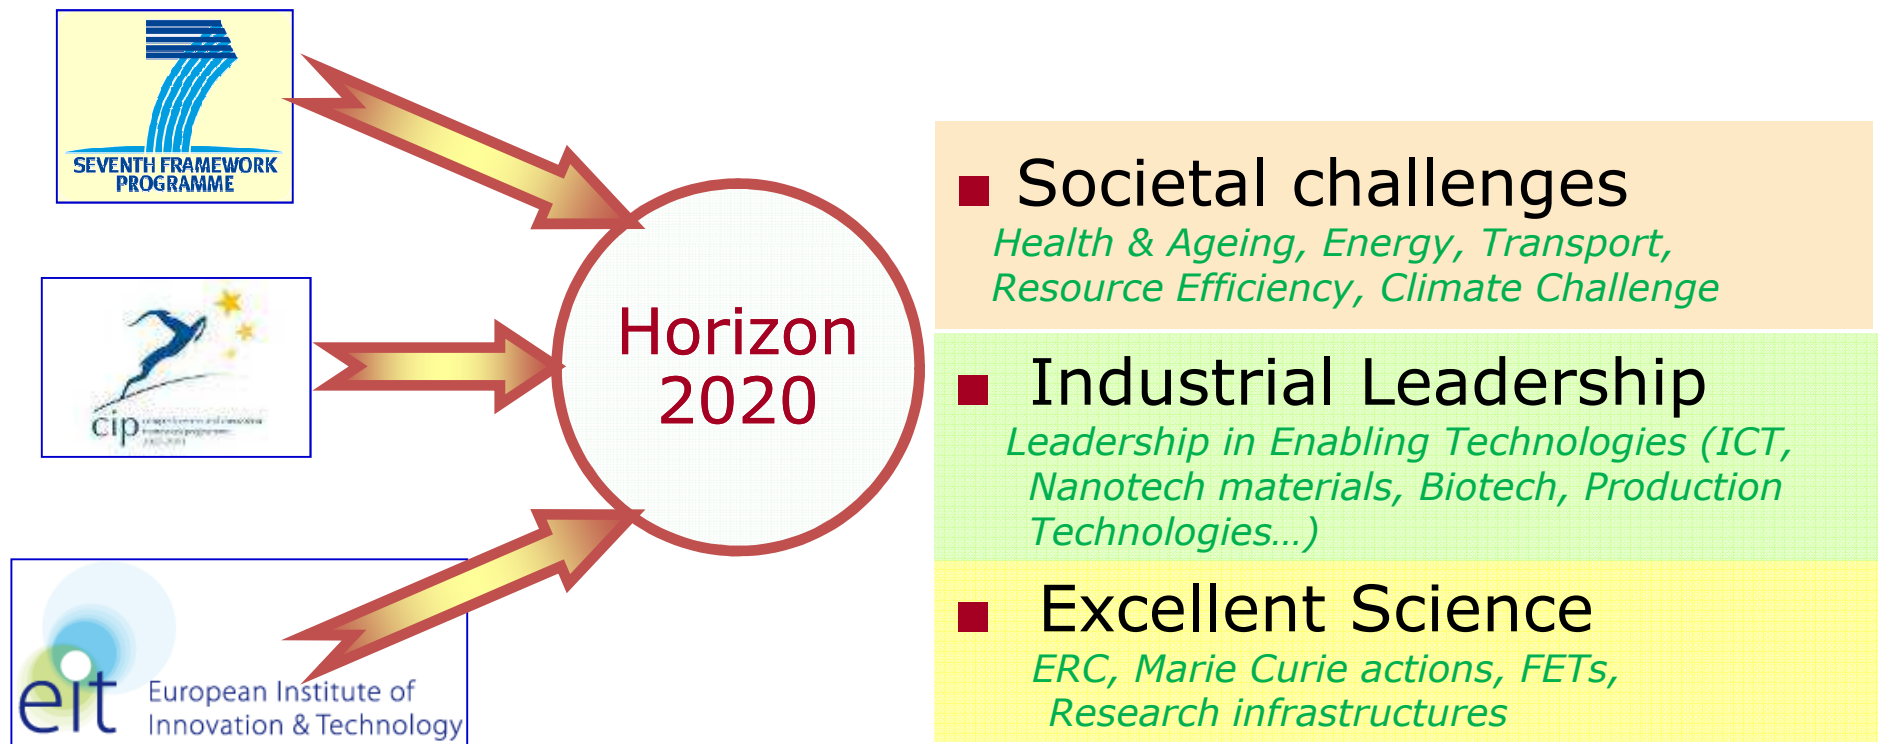 SEVENTH FRAMEWORK
PROGRAMME
cip
eit
European Institute of
Innovation & Technology
Horizon
2020
Societal challenges
Health & Ageing, Energy, Transport,
Resource Efficiency, Climate Challenge
Industrial Leadership
Leadership in Enabling Technologies (ICT,
Nanotech materials, Biotech, Production
Technologies...)
Excellent Science
ERC, Marie Curie actions, FETs,
Research infrastructures